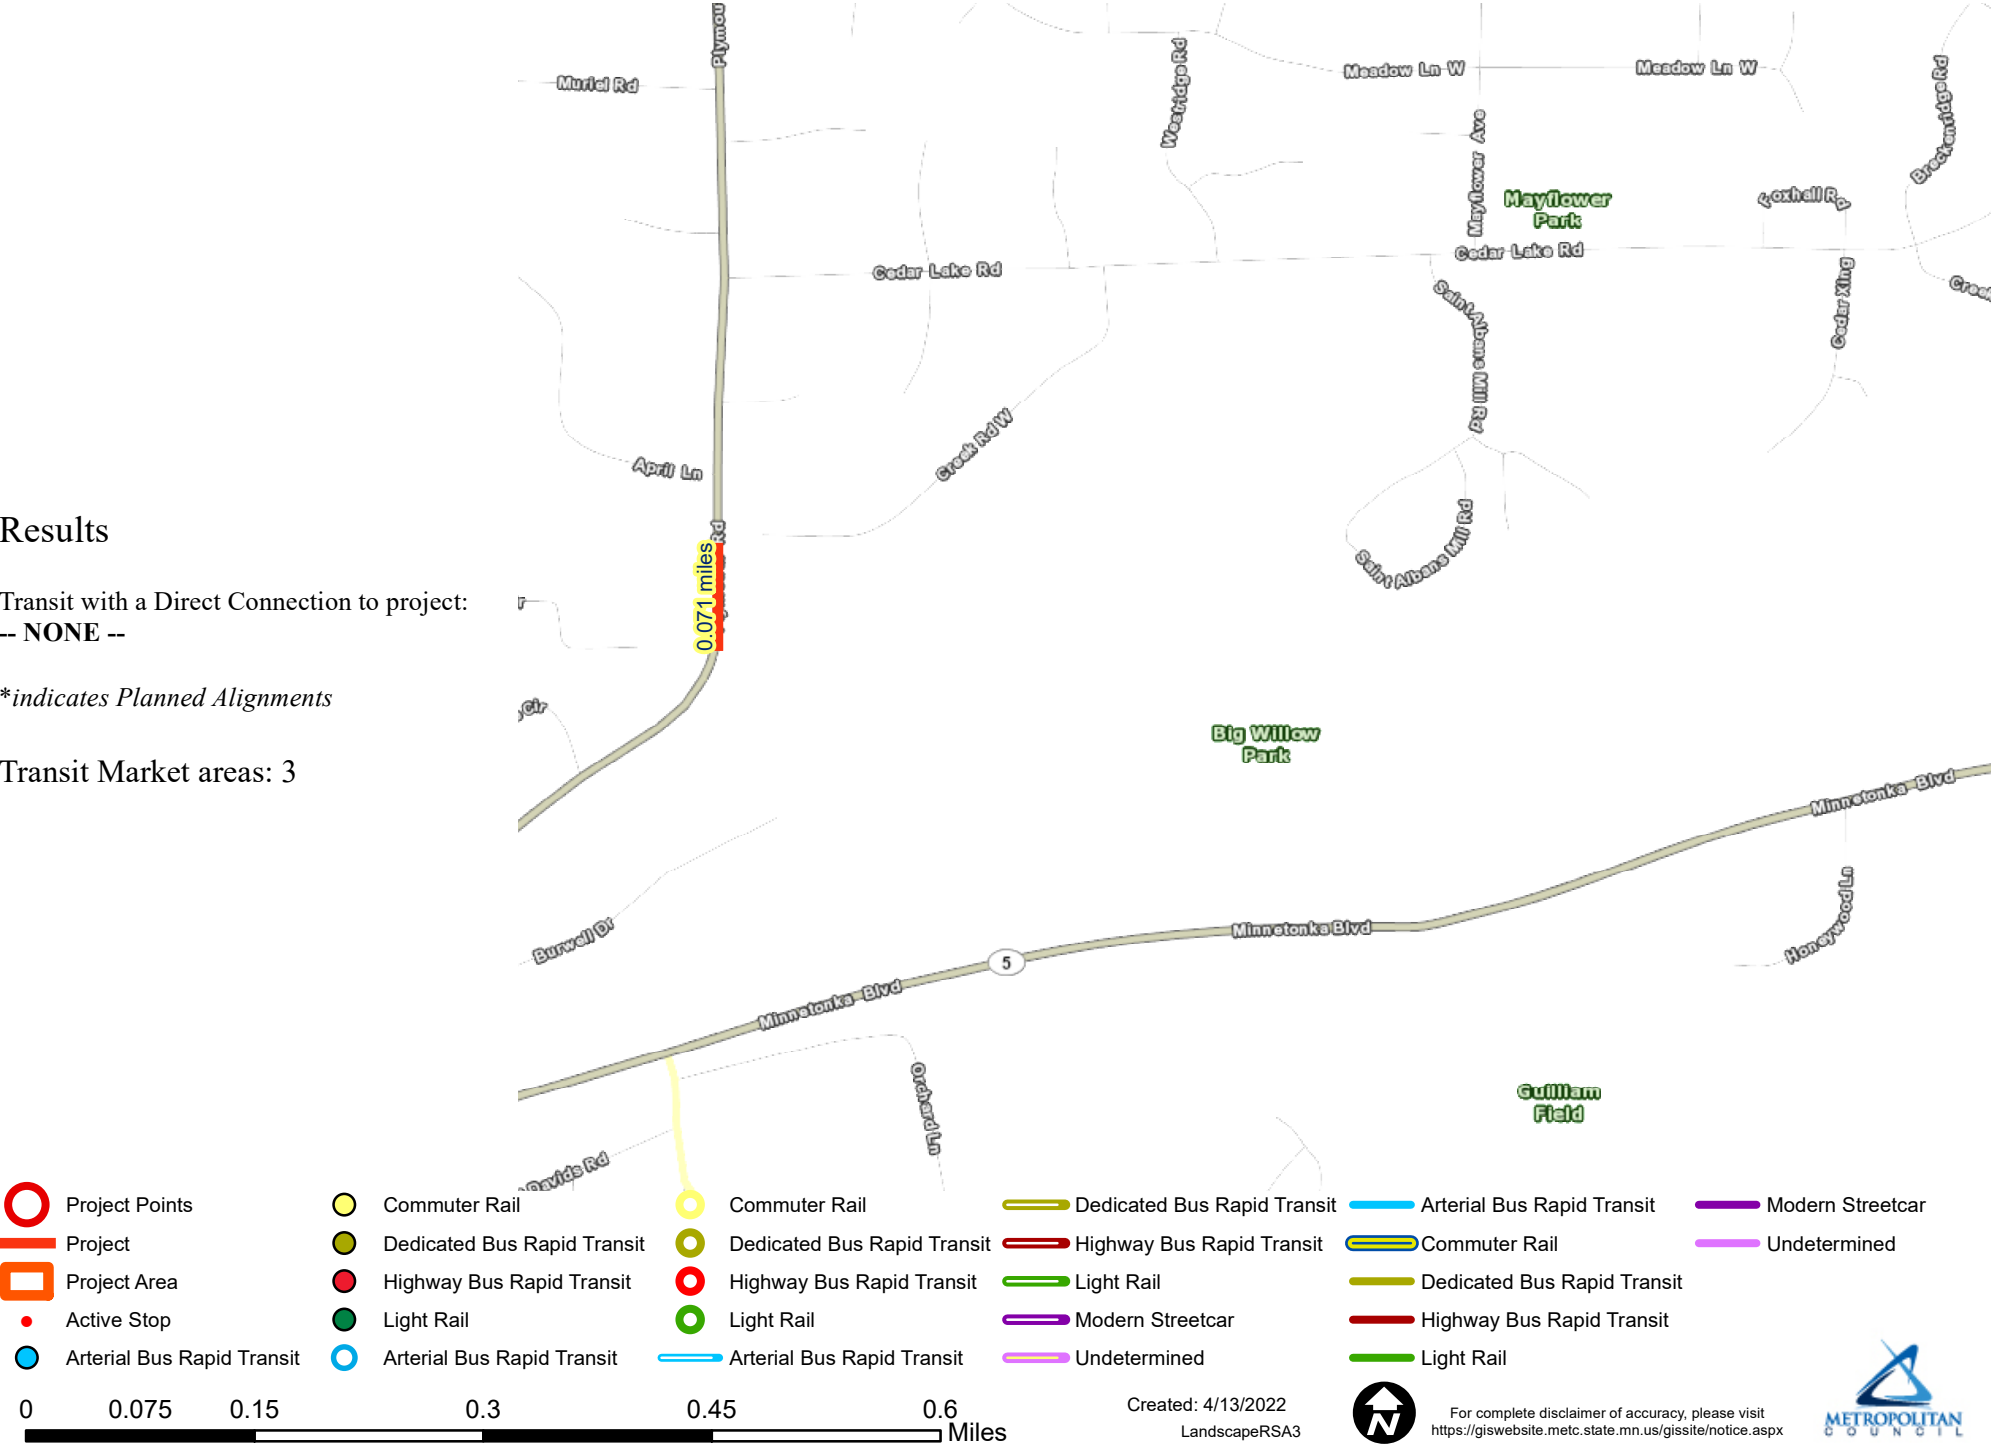 Plymou
Muriel Rd
Westridge Rd
Meadow Ln W
Meadow Ln W
Breckenridge Rd
Mayflower Ave
Mayflower
Park
Foxhall Rd
Cedar Lake Rd
Cedar Lake Rd
Cedar Xing
Creek
Saint Albans Mill Rd
April Ln
Creek Rd W
Saint Albans Mill Rd
Rd
0.071 miles
Results
Transit with a Direct Connection to project:
-- NONE --
*indicates Planned Alignments
Transit Market areas: 3
r
Cir
Big Willow
Park
Minnetonka Blvd
Honeywood Ln
Burwell Dr
Minnetonka Blvd
5
Minnetonka Blvd
Orchard Ln
Guilliam
Field
Davids Rd
Project Points
Project
Project Area
Active Stop
Arterial Bus Rapid Transit
Commuter Rail
Dedicated Bus Rapid Transit
Highway Bus Rapid Transit
Light Rail
Arterial Bus Rapid Transit
Commuter Rail
Dedicated Bus Rapid Transit
Highway Bus Rapid Transit
Light Rail
Arterial Bus Rapid Transit
Dedicated Bus Rapid Transit
Highway Bus Rapid Transit
Light Rail
Modern Streetcar
Undetermined
Arterial Bus Rapid Transit
Commuter Rail
Dedicated Bus Rapid Transit
Highway Bus Rapid Transit
Light Rail
Modern Streetcar
Undetermined
0 0.075 0.15 0.3 0.45 0.6
Miles
Created: 4/13/2022
LandscapeRSA3
N
For complete disclaimer of accuracy, please visit
https://giswebsite.metc.state.mn.us/gissite/notice.aspx
METROPOLITAN
COUNCIL